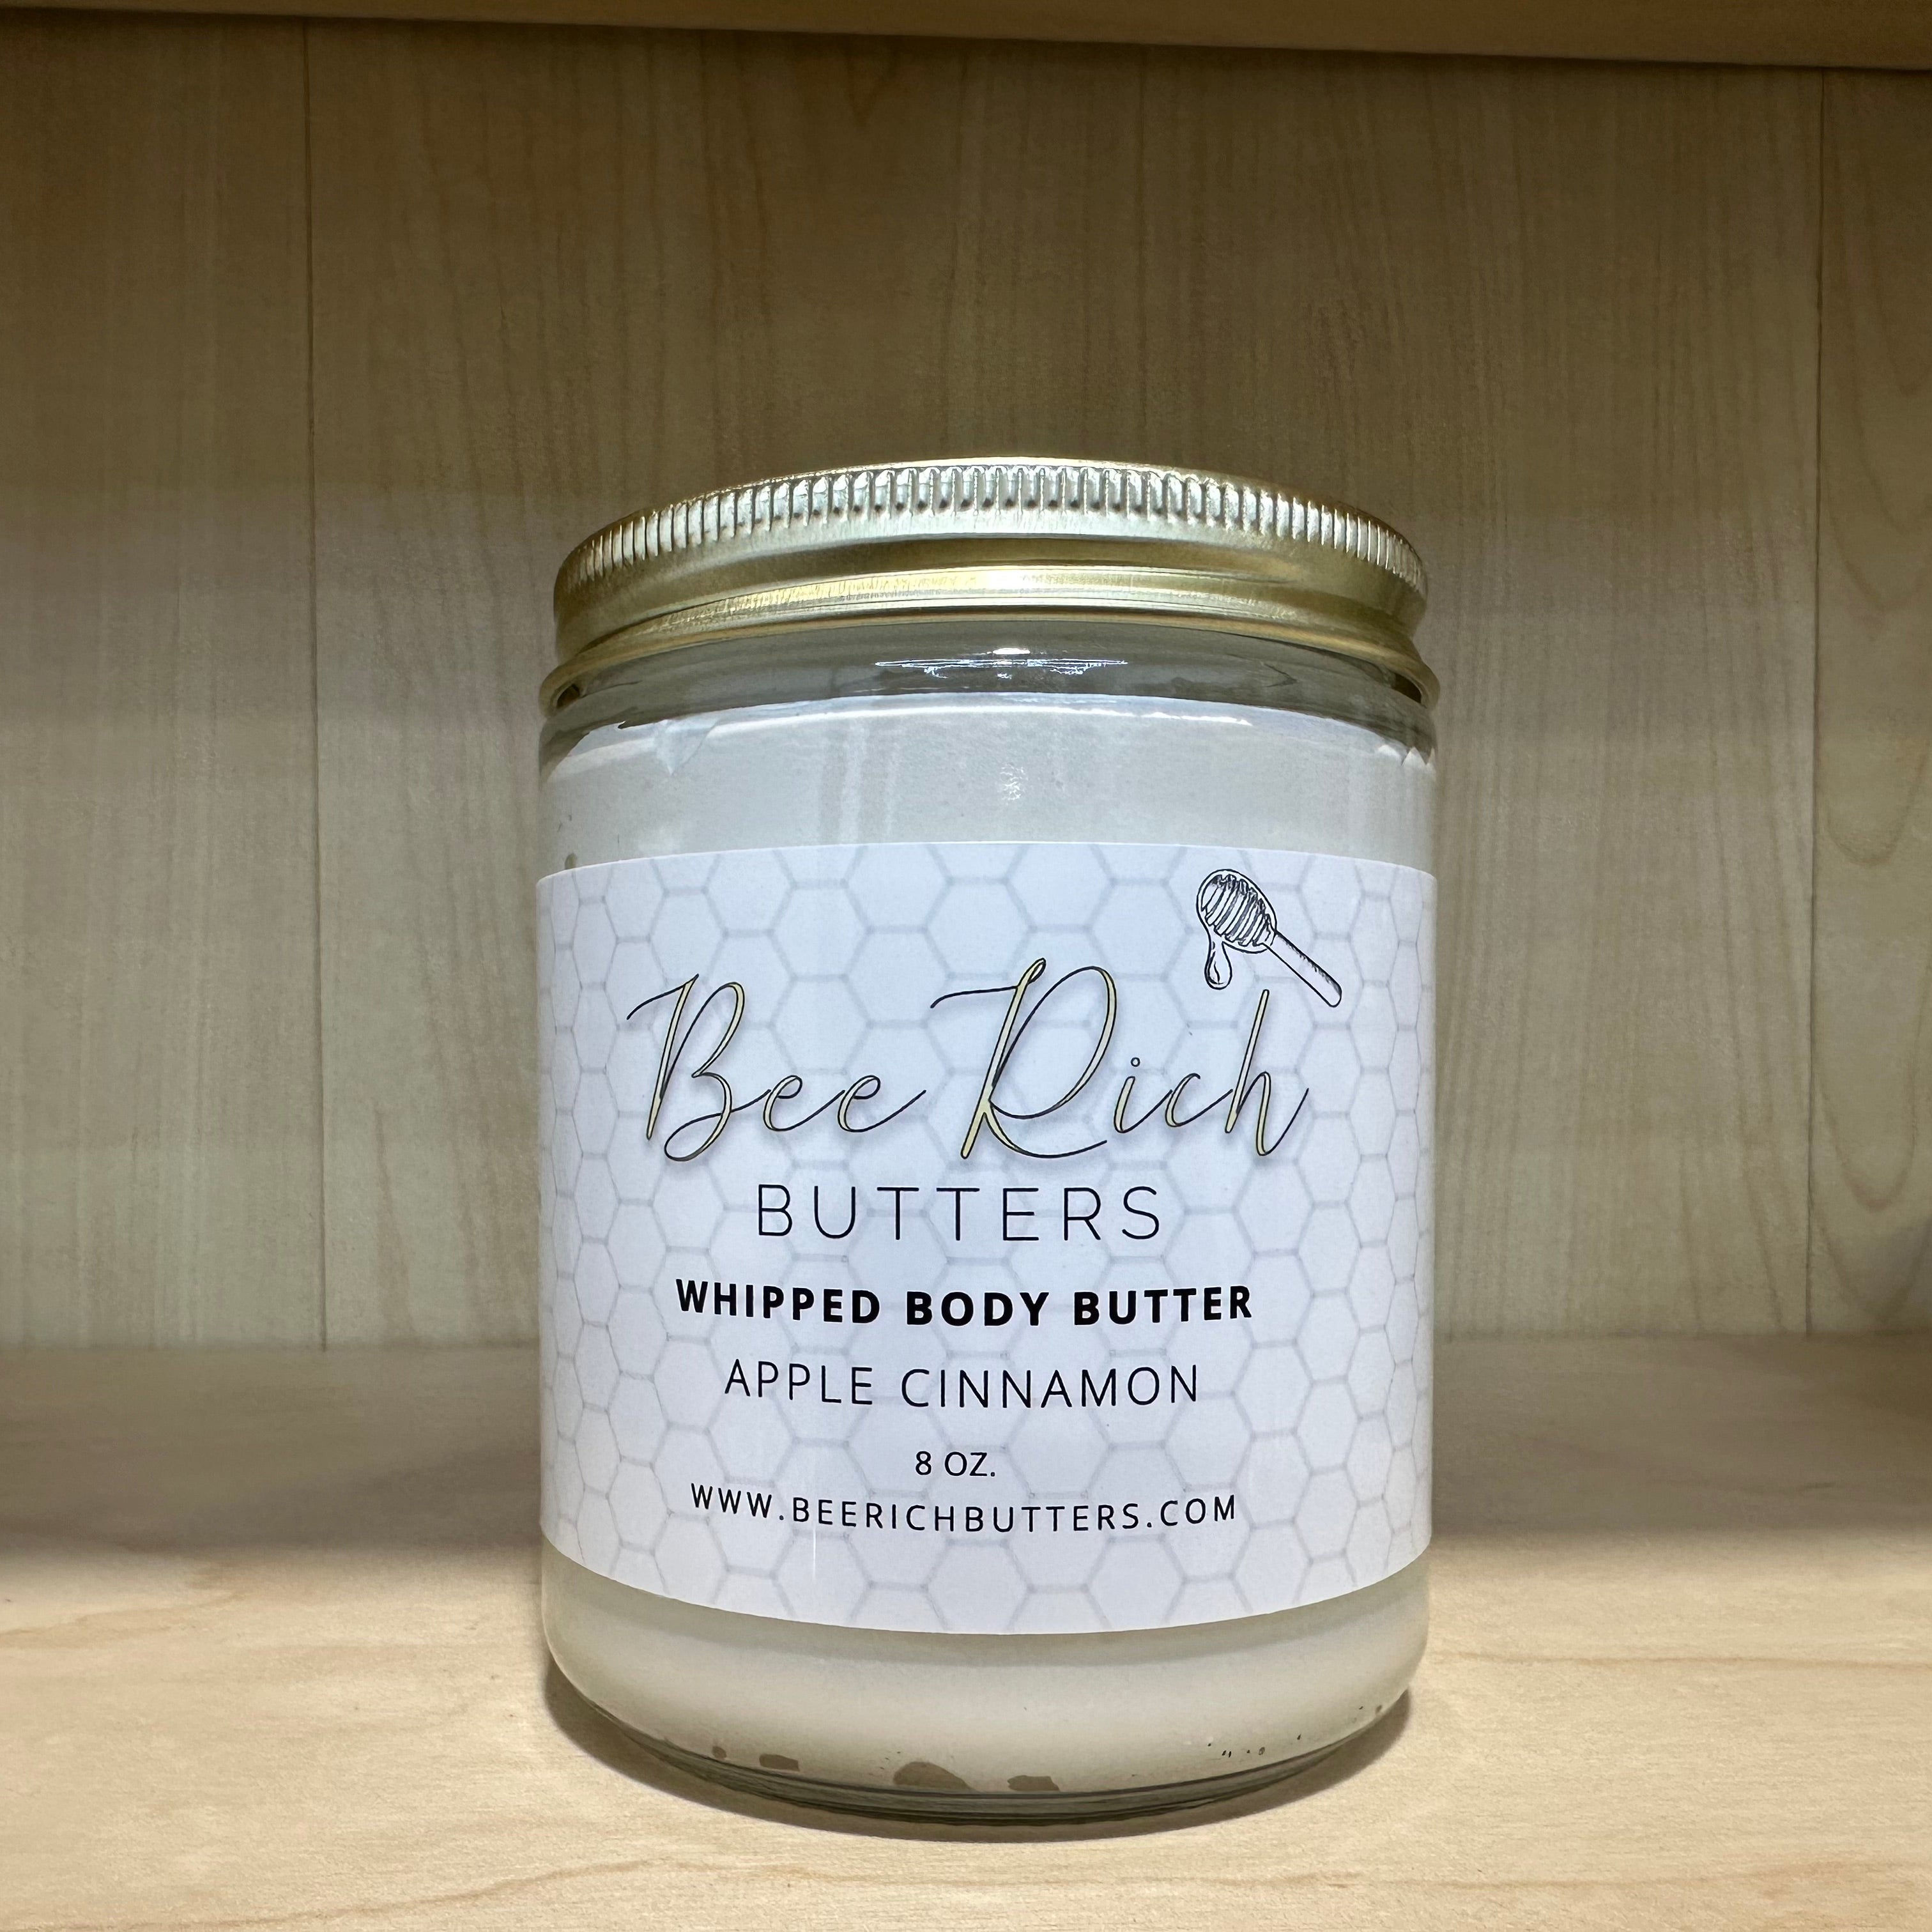 Bee Rich
BUTTERS
WHIPPED BODY BUTTER
APPLE CINNAMON
8 OZ.
WWW.BEERICHBUTTERS.COM